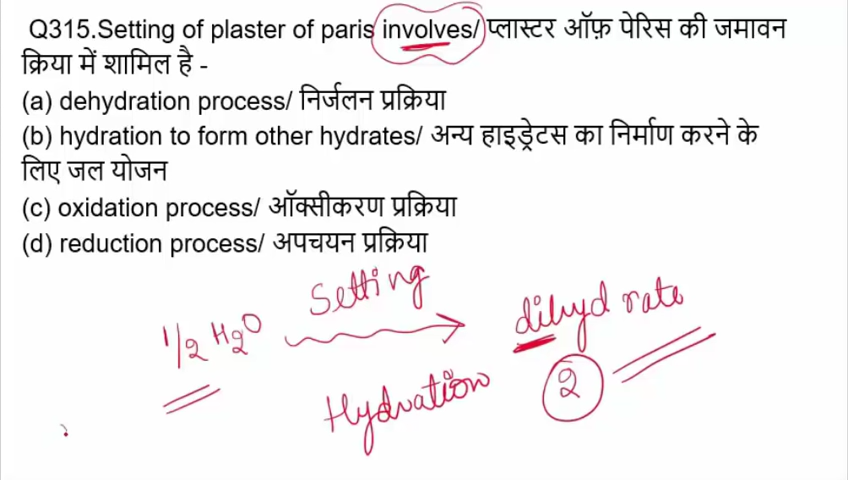 Q315.Setting of plaster of paris involves/ प्लास्टर ऑफ़ पेरिस की जमावन
क्रिया में शामिल है -
(a) dehydration process/ निर्जलन प्रक्रिया
(b) hydration to form other hydrates/ अन्य हाइड्रेटस का निर्माण करने के
लिए जल योजन
(c) oxidation process/ ऑक्सीकरण प्रक्रिया
(d) reduction process/ अपचयन प्रक्रिया
1/2 H2O Setting dihydrate
Hydration 2